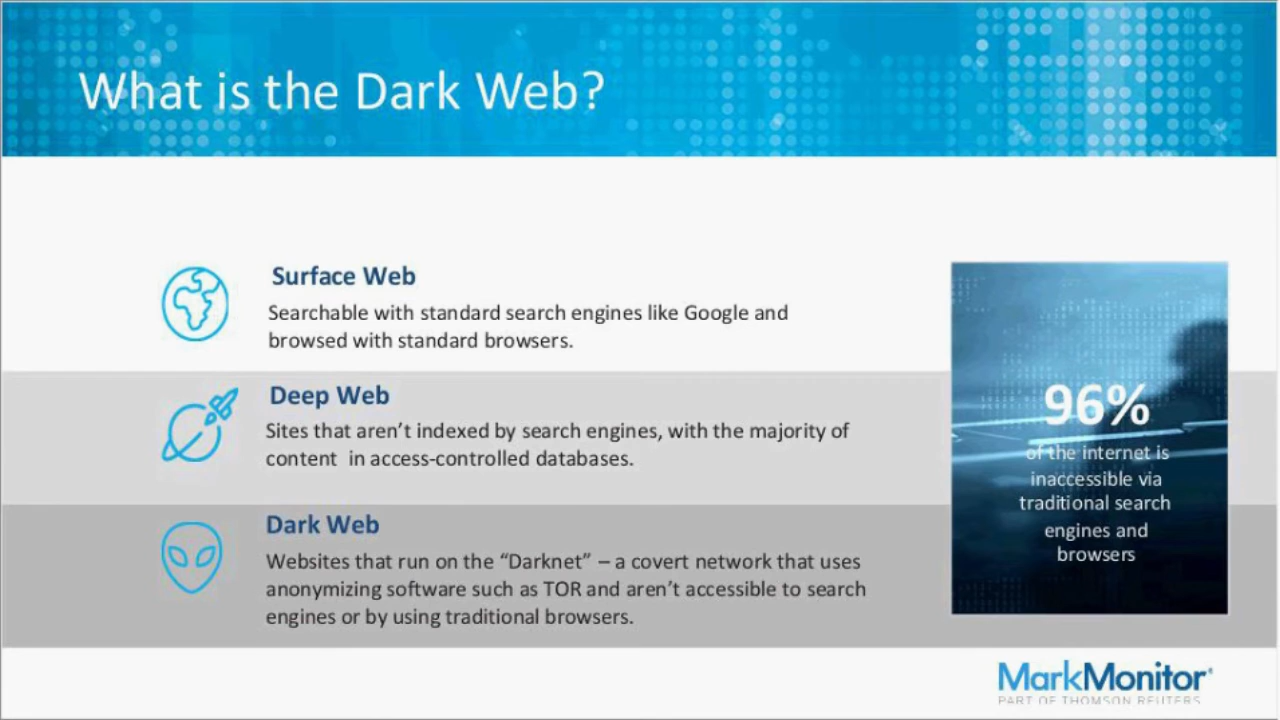 What is the Dark Web?
Surface Web
Searchable with standard search engines like Google and
browsed with standard browsers.
Deep Web
Sites that aren’t indexed by search engines, with the majority of
content  in access-controlled databases.
Dark Web
Websites that run on the “Darknet” – a covert network that uses
anonymizing software such as TOR and aren’t accessible to search
engines or by using traditional browsers.
96%
of the internet is
inaccessible via
traditional search
engines and
browsers
MarkMonitor
PART OF THOMSON REUTERS